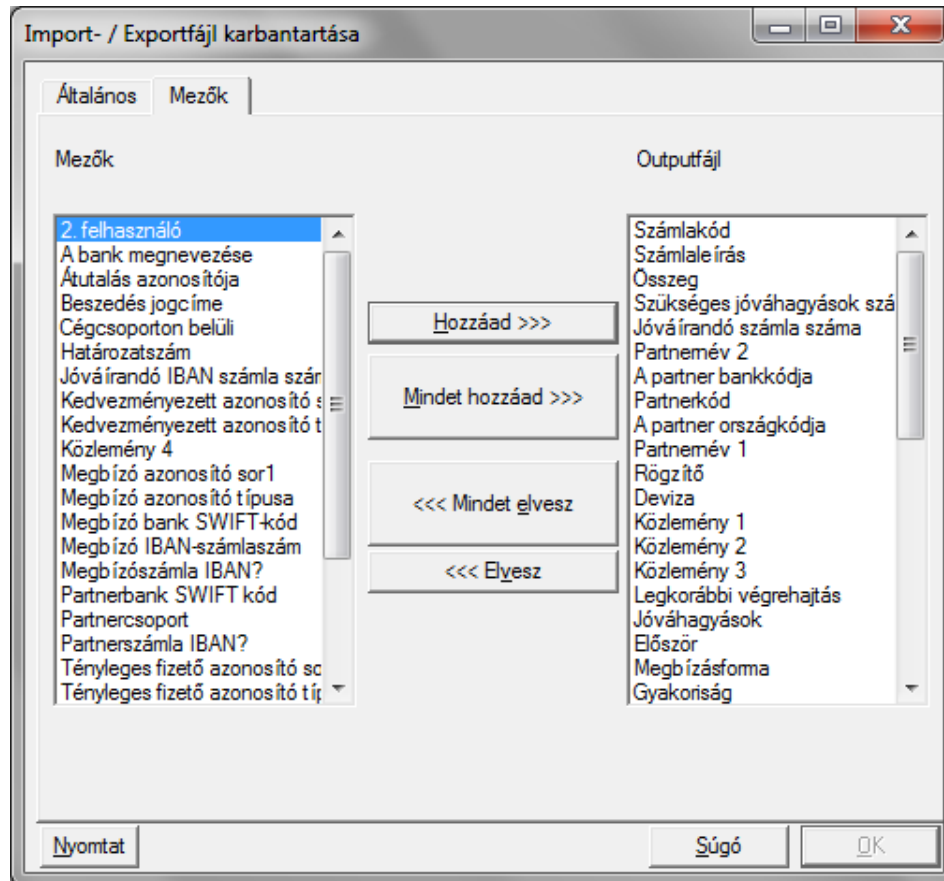 Import- / Exportfájl karbantartása
Általános
Mezők
Mezők
Outputfájl
2. felhasználó
A bank megnevezése
Átutalás azonosítója
Beszedés jogcíme
Cégcsoporton belüli
Határozatszám
Jóváírandó IBAN számla szár
Kedvezményezett azonosító s
Kedvezményezett azonosító t
Közlemény 4
Megbízó azonosító sor1
Megbízó azonosító típusa
Megbízó bank SWIFT-kód
Megbízó IBAN-számlaszám
Megbízószámla IBAN?
Partnerbank SWIFT kód
Partnercsoport
Partnerszámla IBAN?
Tényleges fizető azonosító so
Tényleges fizető azonosító típ
Hozzáad >>>
Mindet hozzáad >>>
<<< Mindet elvesz
<<< Elvesz
Számlakód
Számlaleírás
Összeg
Szükséges jóváhagyások szá
Jóváírandó számla száma
Partnernév 2
A partner bankkódja
Partnerkód
A partner országkódja
Partnernév 1
Rögzítő
Deviza
Közlemény 1
Közlemény 2
Közlemény 3
Legkorábbi végrehajtás
Jóváhagyások
Először
Megbízásforma
Gyakoriság
Nyomtat
Súgó
OK